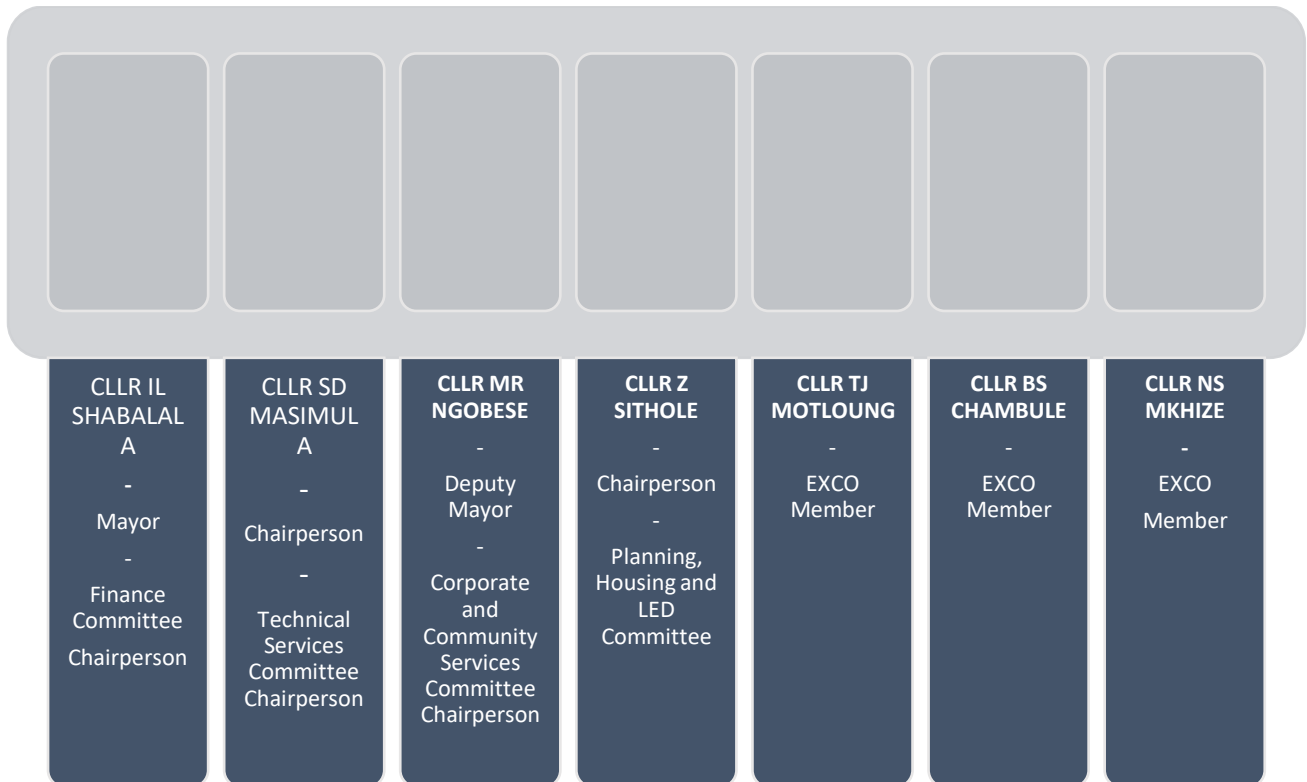 CLLR IL
SHABALAL
A
-
Mayor
-
Finance
Committee
Chairperson
CLLR SD
MASIMUL
A
-
Chairperson
-
Technical
Services
Committee
Chairperson
CLLR MR
NGOBESE
-
Deputy
Mayor
-
Corporate
and
Community
Services
Committee
Chairperson
CLLR Z
SITHOLE
-
Chairperson
-
Planning,
Housing and
LED
Committee
CLLR TJ
MOTLOUNG
-
EXCO
Member
CLLR BS
CHAMBULE
-
EXCO
Member
CLLR NS
MKHIZE
-
EXCO
Member